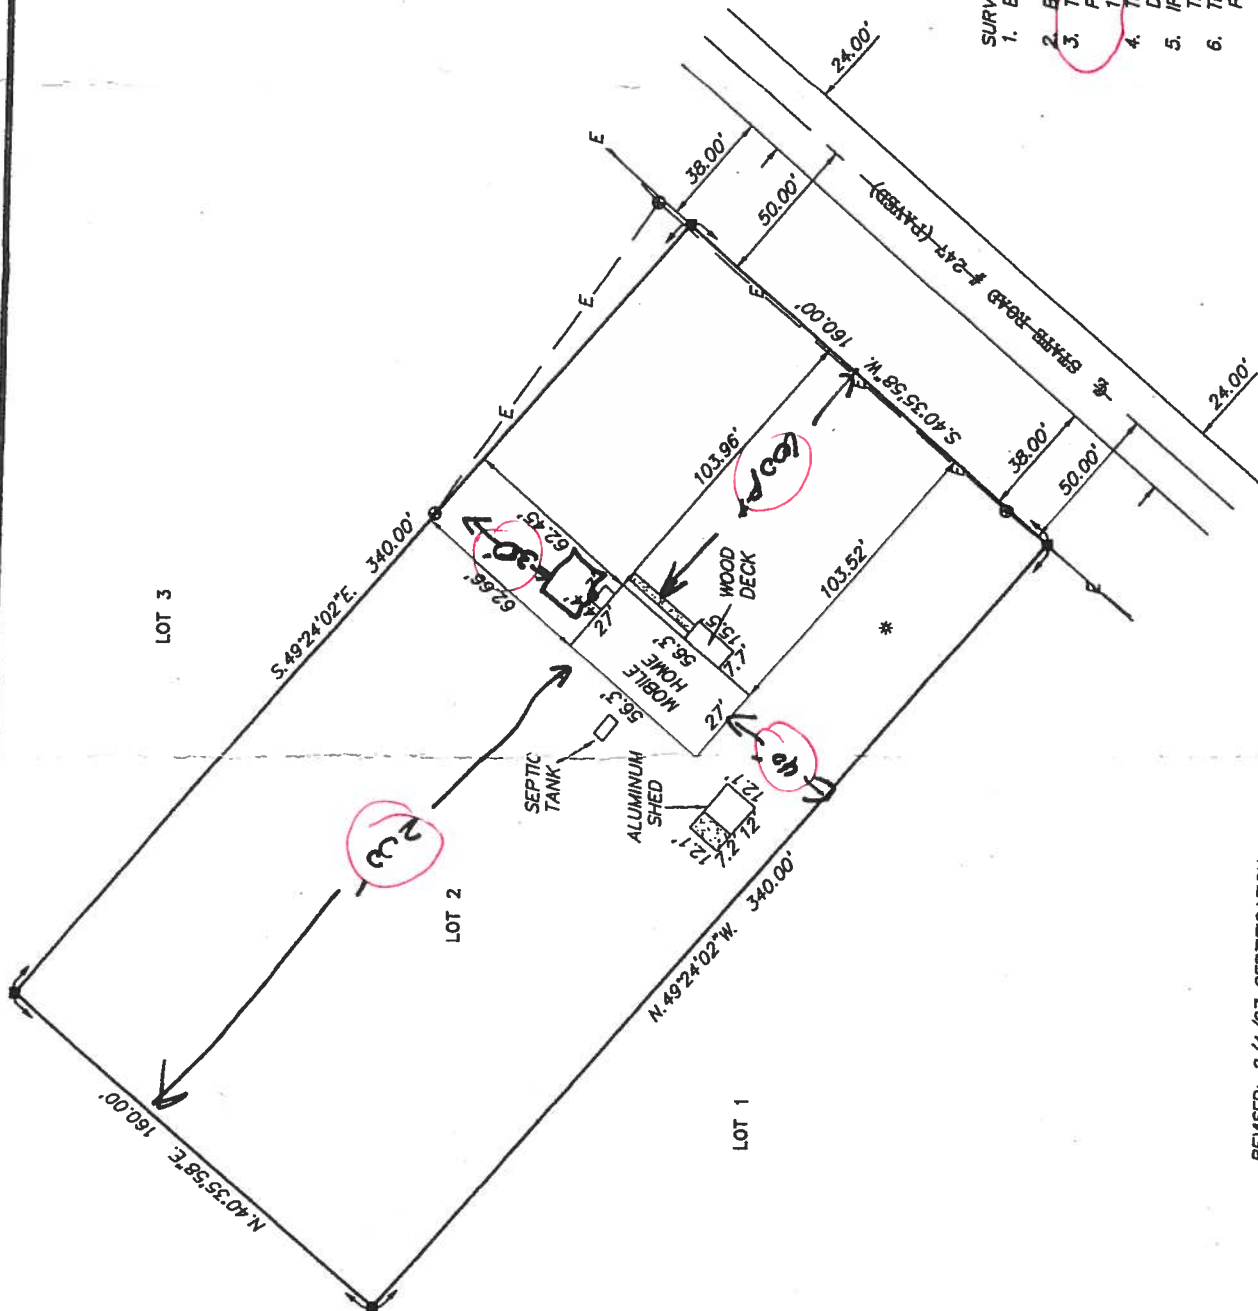 LOT 3
S.49°24'02"E. 340.00'
E
E
E
E
38.00'
50.00'
24.00'
STATE ROAD # 247 (PAVED)
160.00'
S.40°35'58"W.
38.00'
50.00'
24.00'
62.45'
62.66'
30'
103.96'
100
27'
56.3'
MOBILE
HOME
WOOD
DECK
15.5
7.7'
103.52'
*
56.3'
27'
40
SEPTIC
TANK
ALUMINUM
SHED
12.1'
12.1'
7.2'
12'
LOT 2
N.49°24'02"W. 340.00'
N.40°35'58"E. 160.00'
LOT 1
SURV
1.
2.
3.
4.
5.
6.